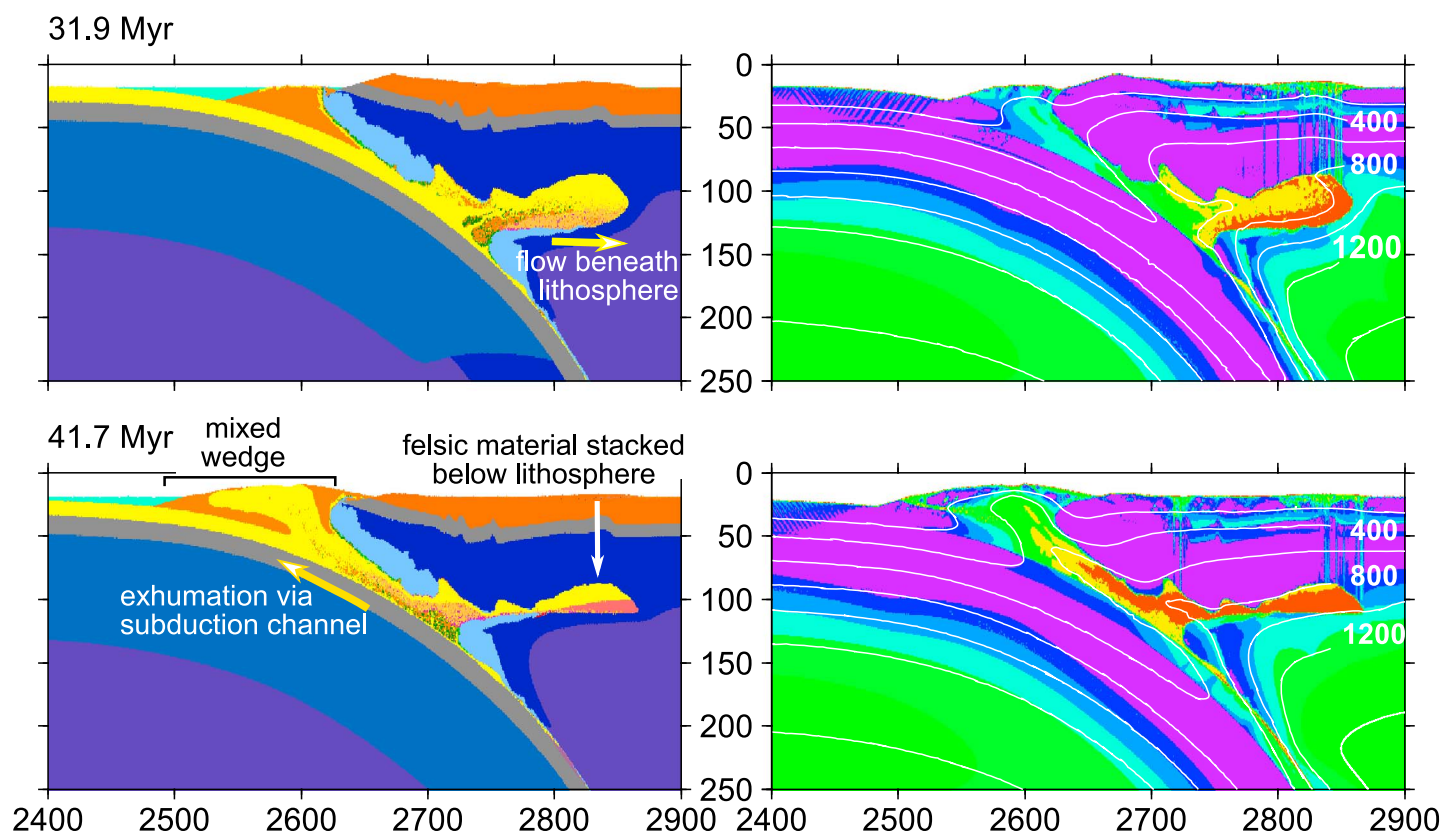 31.9 Myr
0
50
100
150
200
250
400
800
1200
flow beneath
lithosphere
41.7 Myr
mixed
wedge
felsic material stacked
below lithosphere
exhumation via
subduction channel
0
50
100
150
200
250
400
800
1200
2400 2500 2600 2700 2800 2900
2400 2500 2600 2700 2800 2900